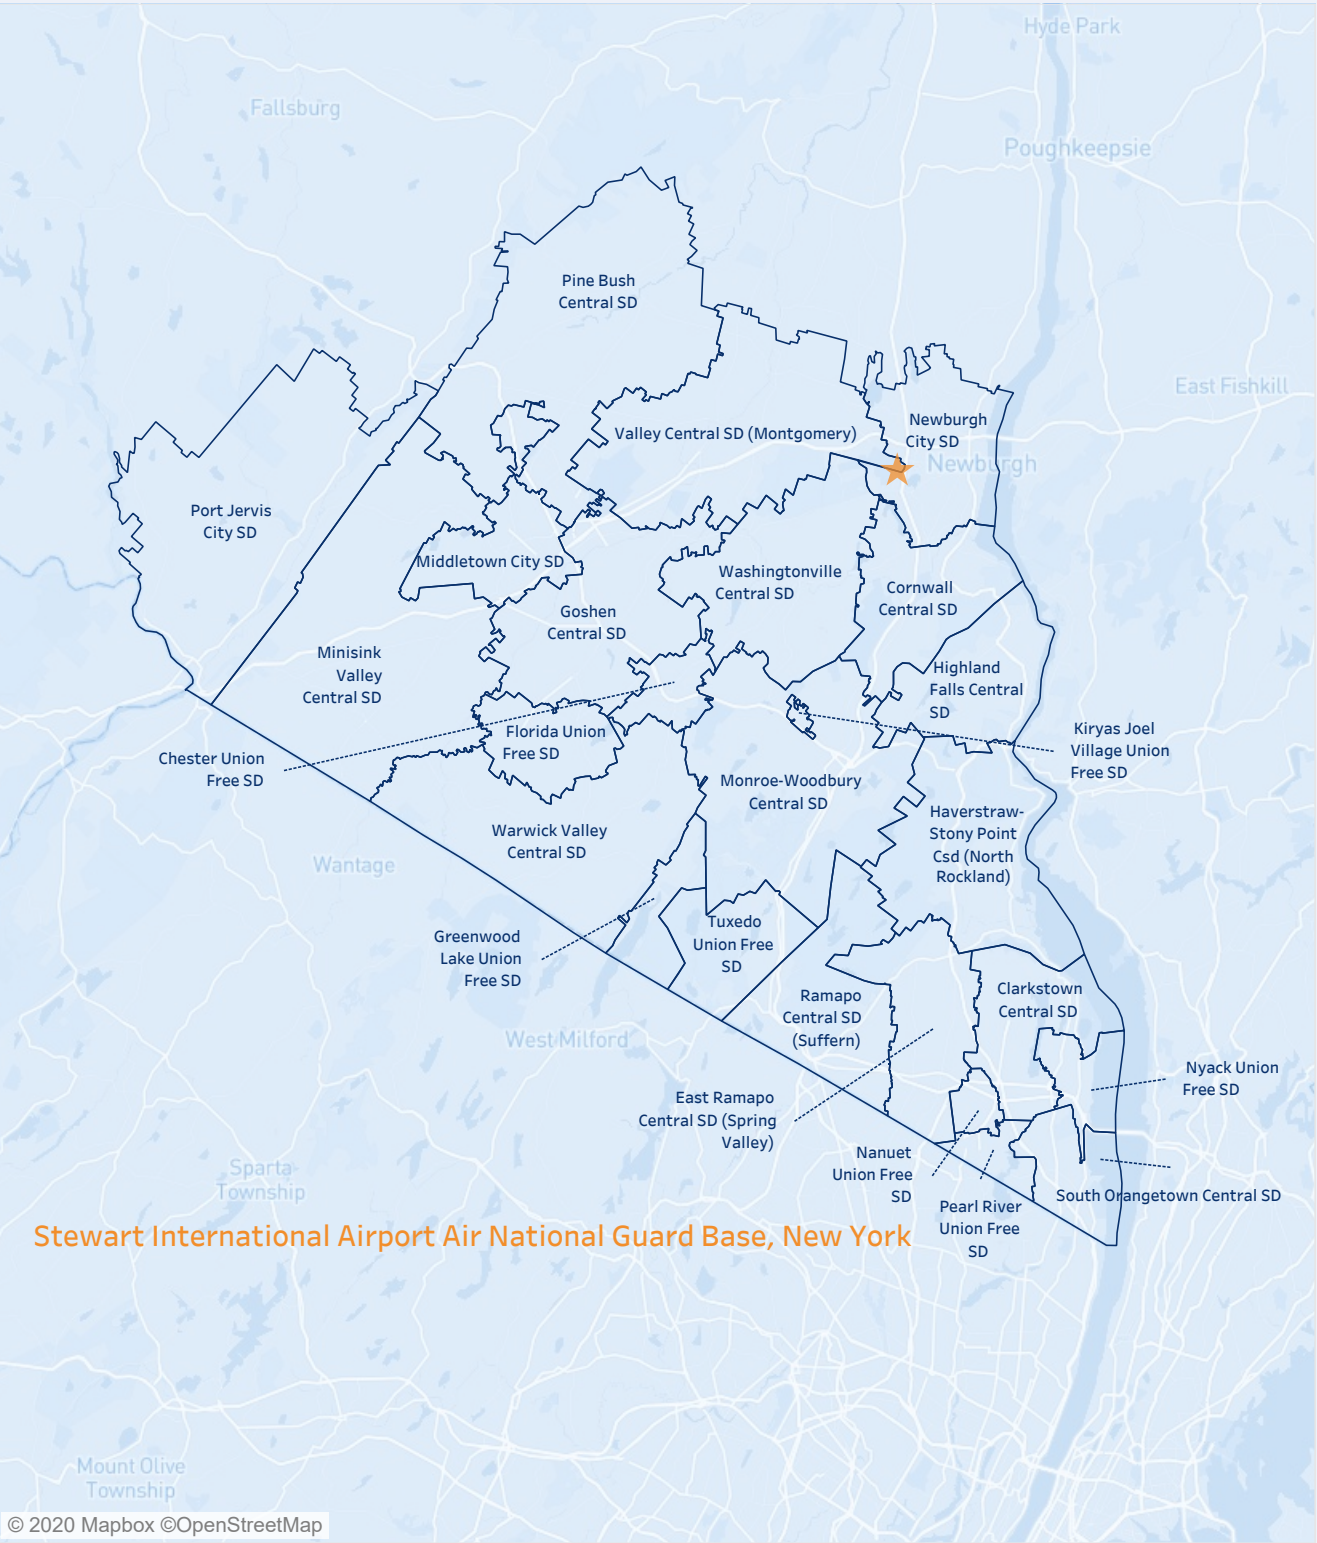 Hyde Park
Fallsburg
Poughkeepsie
Pine Bush
Central SD
East Fishkill
Newburgh
City SD
Valley Central SD (Montgomery)
Newburgh
Port Jervis
City SD
Middletown City SD
Washingtonville
Central SD
Cornwall
Central SD
Goshen
Central SD
Minisink
Valley
Central SD
Highland
Falls Central
SD
Florida Union
Free SD
Kiryas Joel
Village Union
Free SD
Chester Union
Free SD
Monroe-Woodbury
Central SD
Haverstraw-
Stony Point
Csd (North
Rockland)
Warwick Valley
Central SD
Wantage
Tuxedo
Union Free
SD
Greenwood
Lake Union
Free SD
Ramapo
Central SD
(Suffern)
Clarkstown
Central SD
West Milford
Nyack Union
Free SD
East Ramapo
Central SD (Spring
Valley)
Nanuet
Union Free
SD
Sparta
Township
South Orangetown Central SD
Pearl River
Union Free
SD
Stewart International Airport Air National Guard Base, New York
Mount Olive
Township
© 2020 Mapbox ©OpenStreetMap